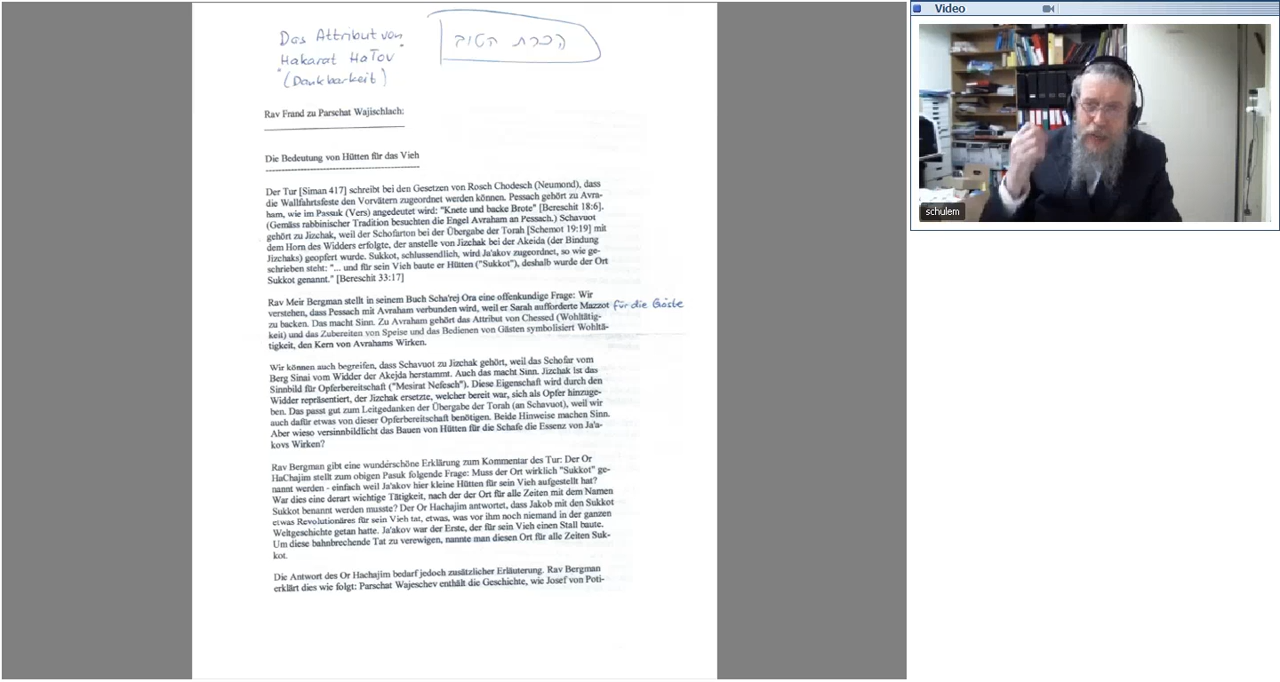 Das Attribut von
"Hakarat HaTov"
(Dankbarkeit)
הכרת הטוב
Rav Frand zu Parschat Wajischlach:
Die Bedeutung von Hütten für das Vieh
Der Tur [Siman 417] schreibt bei den Gesetzen von Rosch Chodesch (Neumond), dass
die Wallfahrtsfeste den Vorvätern zugeordnet werden können. Pessach gehört zu Avra-
ham, wie im Passuk (Vers) angedeutet wird: "Knete und backe Brote" [Bereschit 18:6].
(Gemäss rabbinischer Tradition besuchten die Engel Avraham an Pessach.) Schavuot
gehört zu Jizchak, weil der Schofarton bei der Übergabe der Torah [Schemot 19:19] mit
dem Horn des Widders erfolgte, der anstelle von Jizchak bei der Akeida (der Bindung
Jizchaks) geopfert wurde. Sukkot, schlussendlich, wird Ja'akov zugeordnet, so wie ge-
schrieben steht: "... und für sein Vieh baute er Hütten ("Sukkot"), deshalb wurde der Ort
Sukkot genannt." [Bereschit 33:17]
Rav Meir Bergman stellt in seinem Buch Scha'rej Ora eine offenkundige Frage: Wir
verstehen, dass Pessach mit Avraham verbunden wird, weil er Sarah aufforderte Mazzot für die Gäste
zu backen. Das macht Sinn. Zu Avraham gehört das Attribut von Chessed (Wohltätig-
keit) und das Zubereiten von Speise und das Bedienen von Gästen symbolisiert Wohltä-
tigkeit, den Kern von Avrahams Wirken.
Wir können auch begreifen, dass Schavuot zu Jizchak gehört, weil das Schofar vom
Berg Sinai vom Widder der Akejda herstammt. Auch das macht Sinn. Jizchak ist das
Sinnbild für Opferbereitschaft ("Mesirat Nefesch"). Diese Eigenschaft wird durch den
Widder repräsentiert, der Jizchak ersetzte, welcher bereit war, sich als Opfer hinzuge-
ben. Das passt gut zum Leitgedanken der Übergabe der Torah (an Schavuot), weil wir
auch dafür etwas von dieser Opferbereitschaft benötigen. Beide Hinweise machen Sinn.
Aber wieso versinnbildlicht das Bauen von Hütten für die Schafe die Essenz von Ja'a-
kovs Wirken?
Rav Bergman gibt eine wunderschöne Erklärung zum Kommentar des Tur: Der Or
HaChajim stellt zum obigen Pasuk folgende Frage: Muss der Ort wirklich "Sukkot" ge-
nannt werden - einfach weil Ja'akov hier kleine Hütten für sein Vieh aufgestellt hat?
War dies eine derart wichtige Tätigkeit, nach der der Ort für alle Zeiten mit dem Namen
Sukkot benannt werden musste? Der Or Hachajim antwortet, dass Jakob mit den Sukkot
etwas Revolutionäres für sein Vieh tat, etwas, was vor ihm noch niemand in der ganzen
Weltgeschichte getan hatte. Ja'akov war der Erste, der für sein Vieh einen Stall baute.
Um diese bahnbrechende Tat zu verewigen, nannte man diesen Ort für alle Zeiten Suk-
kot.
Die Antwort des Or Hachajim bedarf jedoch zusätzlicher Erläuterung. Rav Bergman
erklärt dies wie folgt: Parschat Wajeschev enthält die Geschichte, wie Josef von Poti-
Video
schulem